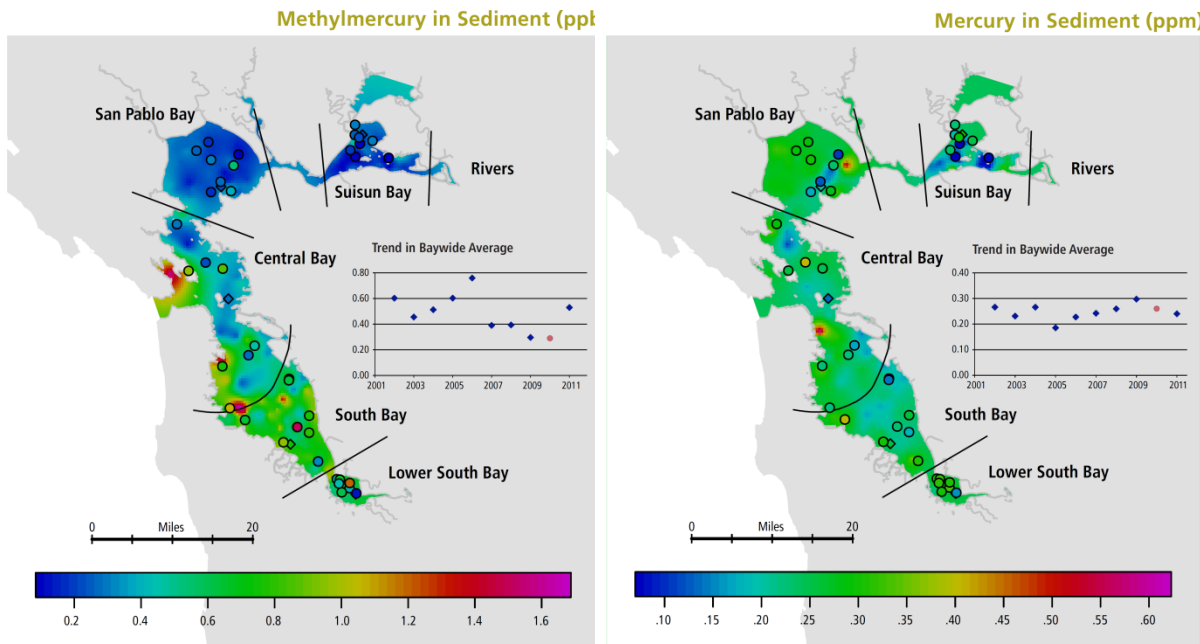 Methylmercury in Sediment (ppb
San Pablo Bay
Rivers
Suisun Bay
Central Bay
Trend in Baywide Average
0.80
0.60
0.40
0.20
0.00
2001 2003 2005 2007 2009 2011
South Bay
Lower South Bay
0 Miles 20
0.2 0.4 0.6 0.8 1.0 1.2 1.4 1.6
Mercury in Sediment (ppm)
San Pablo Bay
Rivers
Suisun Bay
Central Bay
Trend in Baywide Average
0.40
0.30
0.20
0.10
0.00
2001 2003 2005 2007 2009 2011
South Bay
Lower South Bay
0 Miles 20
.10 .15 .20 .25 .30 .35 .40 .45 .50 .55 .60